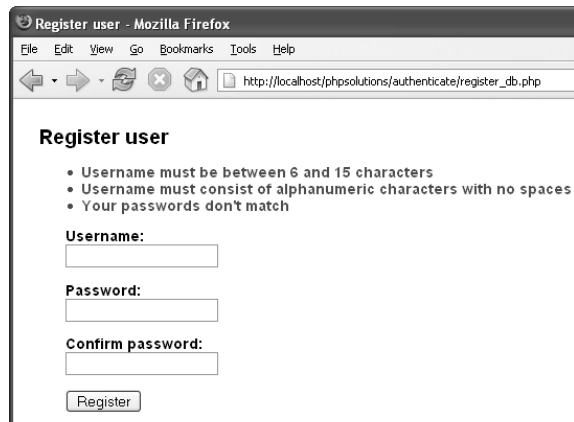 Register user - Mozilla Firefox
File Edit View Go Bookmarks Tools Help
http://localhost/phpsolutions/authenticate/register_db.php
Register user
• Username must be between 6 and 15 characters
• Username must consist of alphanumeric characters with no spaces
• Your passwords don't match
Username:
Password:
Confirm password:
Register